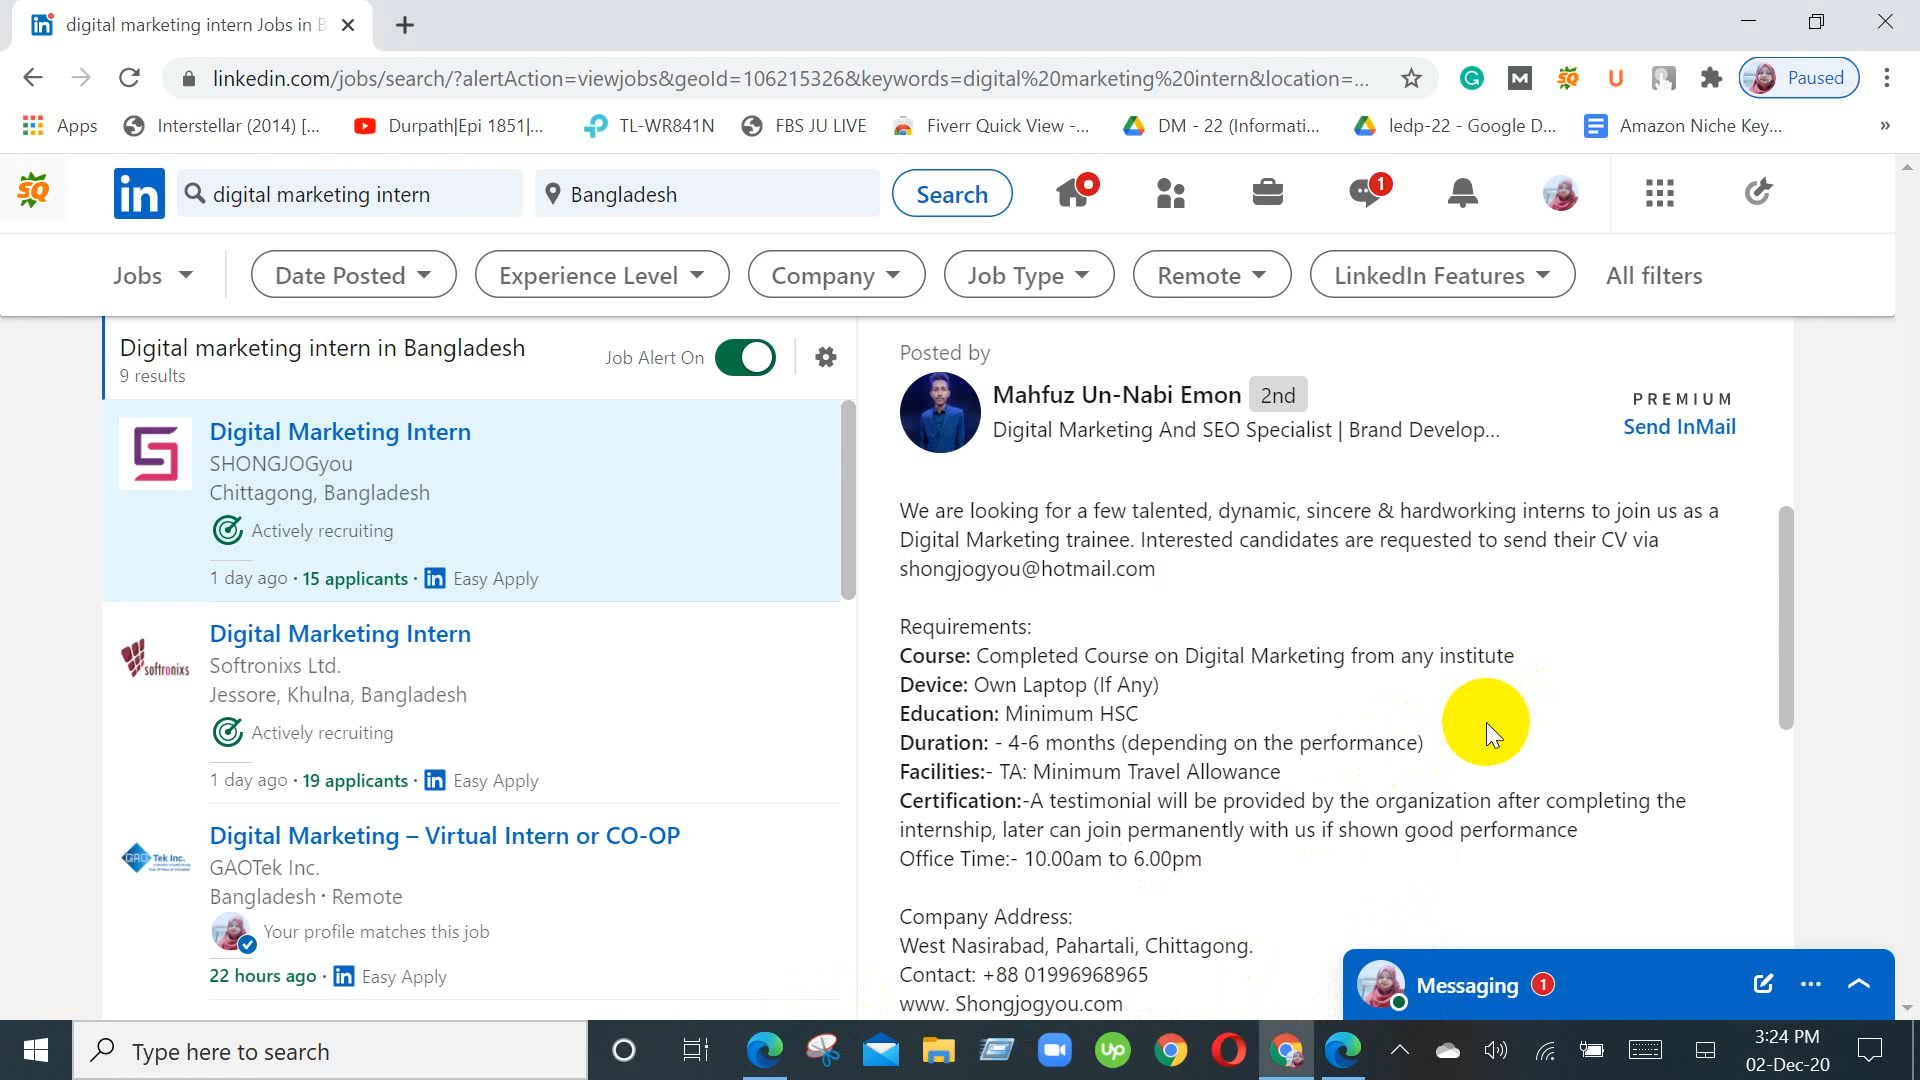 digital marketing intern Jobs in B
linkedin.com/jobs/search/?alertAction=viewjobs&geoId=106215326&keywords=digital%20marketing%20intern&location=...
Paused
Apps
Interstellar (2014) [...
Durpath|Epi 1851|...
TL-WR841N
FBS JU LIVE
Fiverr Quick View -...
DM - 22 (Informati...
ledp-22 - Google D...
Amazon Niche Key...
»
SQ
in
digital marketing intern
Bangladesh
Search
1
Jobs
Date Posted
Experience Level
Company
Job Type
Remote
LinkedIn Features
All filters
Digital marketing intern in Bangladesh
9 results
Job Alert On
Digital Marketing Intern
SHONGJOGyou
Chittagong, Bangladesh
Actively recruiting
1 day ago · 15 applicants · in Easy Apply
softronixs
Digital Marketing Intern
Softronixs Ltd.
Jessore, Khulna, Bangladesh
Actively recruiting
1 day ago · 19 applicants · in Easy Apply
GAO Tek Inc.
Digital Marketing – Virtual Intern or CO-OP
GAOTek Inc.
Bangladesh · Remote
Your profile matches this job
22 hours ago · in Easy Apply
Posted by
Mahfuz Un-Nabi Emon 2nd
Digital Marketing And SEO Specialist | Brand Develop...
PREMIUM
Send InMail
We are looking for a few talented, dynamic, sincere & hardworking interns to join us as a
Digital Marketing trainee. Interested candidates are requested to send their CV via
shongjogyou@hotmail.com
Requirements:
Course: Completed Course on Digital Marketing from any institute
Device: Own Laptop (If Any)
Education: Minimum HSC
Duration: - 4-6 months (depending on the performance)
Facilities:- TA: Minimum Travel Allowance
Certification:-A testimonial will be provided by the organization after completing the
internship, later can join permanently with us if shown good performance
Office Time:- 10.00am to 6.00pm
Company Address:
West Nasirabad, Pahartali, Chittagong.
Contact: +88 01996968965
www. Shongjogyou.com
Messaging 1
Type here to search
up
3:24 PM
02-Dec-20